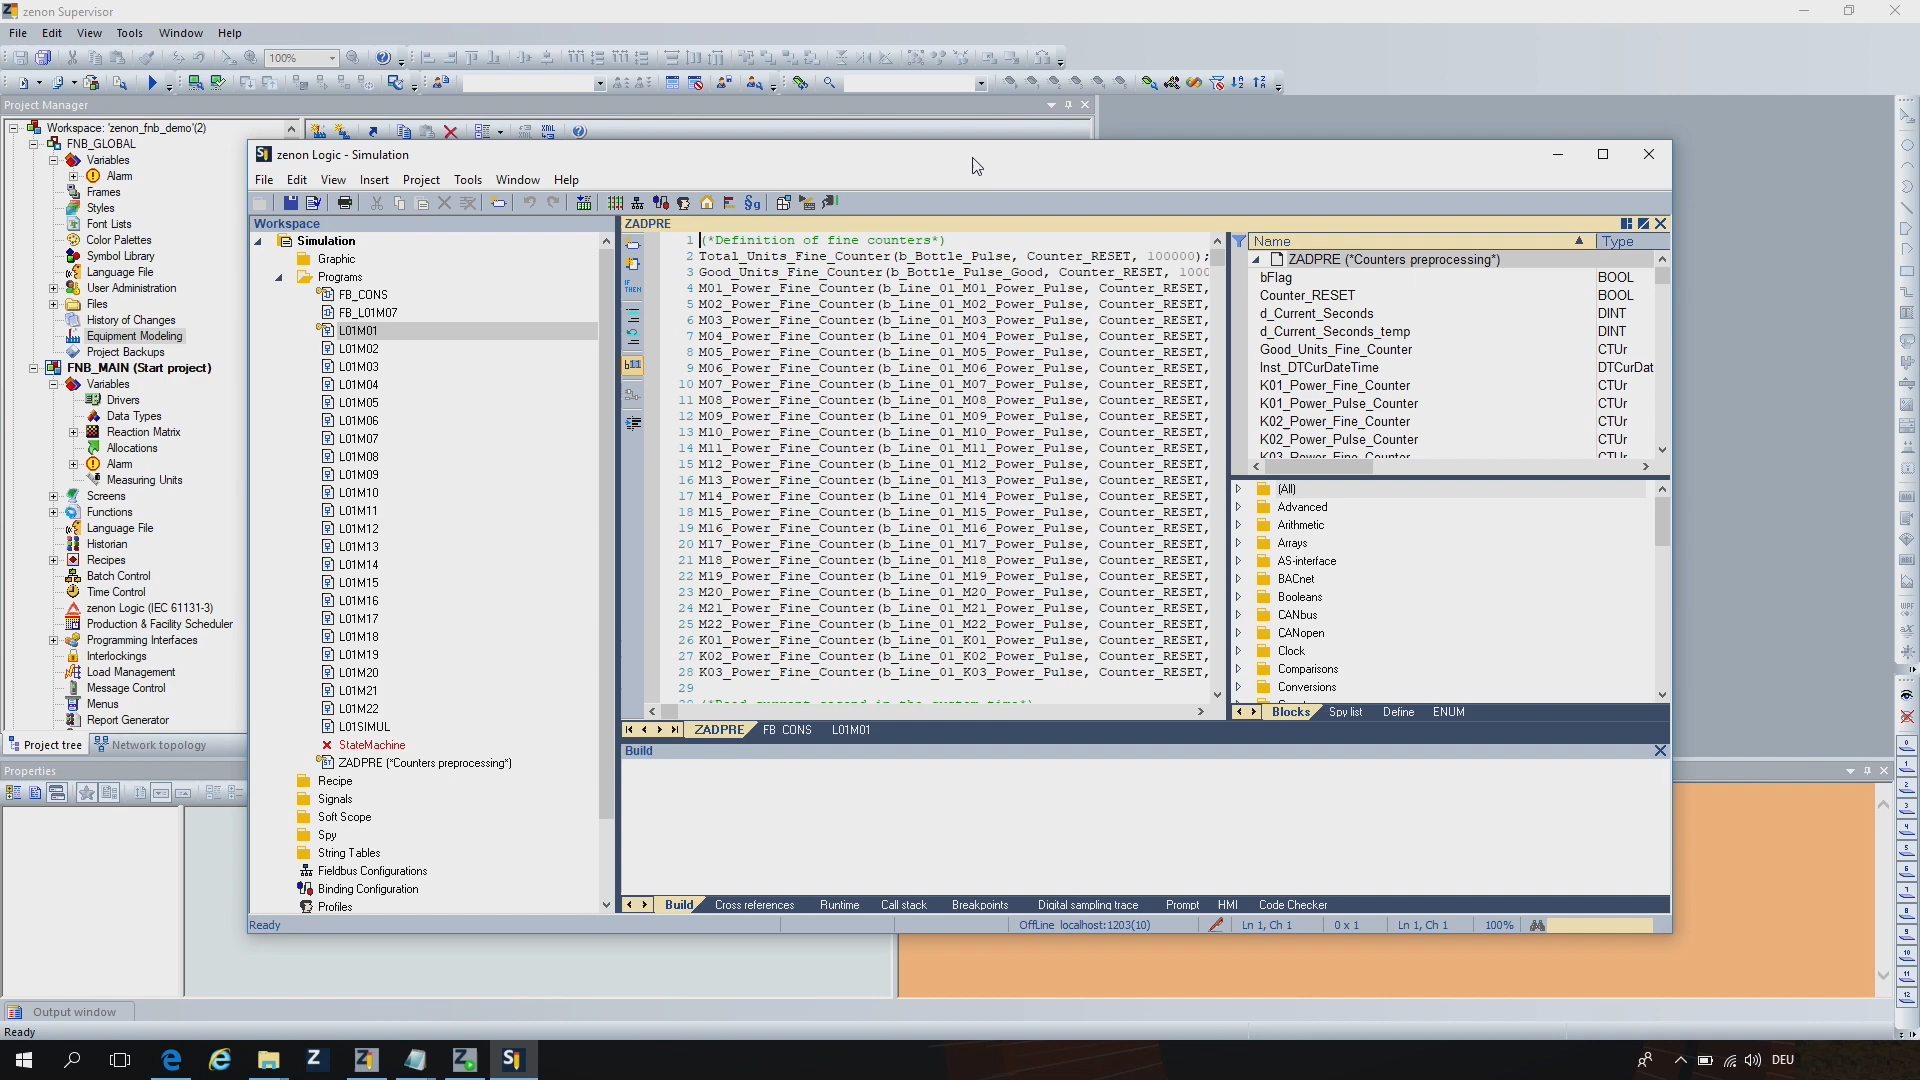 zenon Supervisor
File Edit View Tools Window Help
100%
Project Manager
Workspace: 'zenon_fnb_demo'(2)
FNB_GLOBAL
Variables
Alarm
Frames
Styles
Font Lists
Color Palettes
Symbol Library
Language File
User Administration
Files
History of Changes
Equipment Modeling
Project Backups
FNB_MAIN (Start project)
Variables
Drivers
Data Types
Reaction Matrix
Allocations
Alarm
Measuring Units
Screens
Functions
Language File
Historian
Recipes
Batch Control
Time Control
zenon Logic (IEC 61131-3)
Production & Facility Scheduler
Programming Interfaces
Interlockings
Load Management
Message Control
Menus
Report Generator
Project tree Network topology
Properties
Output window
Ready
zenon Logic - Simulation
File Edit View Insert Project Tools Window Help
Workspace
Simulation
Graphic
Programs
FB_CONS
FB_L01M07
L01M01
L01M02
L01M03
L01M04
L01M05
L01M06
L01M07
L01M08
L01M09
L01M10
L01M11
L01M12
L01M13
L01M14
L01M15
L01M16
L01M17
L01M18
L01M19
L01M20
L01M21
L01M22
L01SIMUL
StateMachine
ZADPRE (*Counters preprocessing*)
Recipe
Signals
Soft Scope
Spy
String Tables
Fieldbus Configurations
Binding Configuration
Profiles
ZADPRE
1 (*Definition of fine counters*)
2 Total_Units_Fine_Counter(b_Bottle_Pulse, Counter_RESET, 100000);
3 Good_Units_Fine_Counter(b_Bottle_Pulse_Good, Counter_RESET, 1000
4 M01_Power_Fine_Counter(b_Line_01_M01_Power_Pulse, Counter_RESET,
5 M02_Power_Fine_Counter(b_Line_01_M02_Power_Pulse, Counter_RESET,
6 M03_Power_Fine_Counter(b_Line_01_M03_Power_Pulse, Counter_RESET,
7 M04_Power_Fine_Counter(b_Line_01_M04_Power_Pulse, Counter_RESET,
8 M05_Power_Fine_Counter(b_Line_01_M05_Power_Pulse, Counter_RESET,
9 M06_Power_Fine_Counter(b_Line_01_M06_Power_Pulse, Counter_RESET,
10 M07_Power_Fine_Counter(b_Line_01_M07_Power_Pulse, Counter_RESET,
11 M08_Power_Fine_Counter(b_Line_01_M08_Power_Pulse, Counter_RESET,
12 M09_Power_Fine_Counter(b_Line_01_M09_Power_Pulse, Counter_RESET,
13 M10_Power_Fine_Counter(b_Line_01_M10_Power_Pulse, Counter_RESET,
14 M11_Power_Fine_Counter(b_Line_01_M11_Power_Pulse, Counter_RESET,
15 M12_Power_Fine_Counter(b_Line_01_M12_Power_Pulse, Counter_RESET,
16 M13_Power_Fine_Counter(b_Line_01_M13_Power_Pulse, Counter_RESET,
17 M14_Power_Fine_Counter(b_Line_01_M14_Power_Pulse, Counter_RESET,
18 M15_Power_Fine_Counter(b_Line_01_M15_Power_Pulse, Counter_RESET,
19 M16_Power_Fine_Counter(b_Line_01_M16_Power_Pulse, Counter_RESET,
20 M17_Power_Fine_Counter(b_Line_01_M17_Power_Pulse, Counter_RESET,
21 M18_Power_Fine_Counter(b_Line_01_M18_Power_Pulse, Counter_RESET,
22 M19_Power_Fine_Counter(b_Line_01_M19_Power_Pulse, Counter_RESET,
23 M20_Power_Fine_Counter(b_Line_01_M20_Power_Pulse, Counter_RESET,
24 M21_Power_Fine_Counter(b_Line_01_M21_Power_Pulse, Counter_RESET,
25 M22_Power_Fine_Counter(b_Line_01_M22_Power_Pulse, Counter_RESET,
26 K01_Power_Fine_Counter(b_Line_01_K01_Power_Pulse, Counter_RESET,
27 K02_Power_Fine_Counter(b_Line_01_K02_Power_Pulse, Counter_RESET,
28 K03_Power_Fine_Counter(b_Line_01_K03_Power_Pulse, Counter_RESET,
29
ZADPRE FB CONS L01M01
Name Type
ZADPRE (*Counters preprocessing*)
bFlag BOOL
Counter_RESET BOOL
d_Current_Seconds DINT
d_Current_Seconds_temp DINT
Good_Units_Fine_Counter CTUr
Inst_DTCurDateTime DTCurDat
K01_Power_Fine_Counter CTUr
K01_Power_Pulse_Counter CTUr
K02_Power_Fine_Counter CTUr
K02_Power_Pulse_Counter CTUr
K03_Power_Fine_Counter CTUr
(All)
Advanced
Arithmetic
Arrays
AS-interface
BACnet
Booleans
CANbus
CANopen
Clock
Comparisons
Conversions
Blocks Spy list Define ENUM
Build
Build Cross references Runtime Call stack Breakpoints Digital sampling trace Prompt HMI Code Checker
Ready OffLine localhost:1203(10) Ln 1, Ch 1 0 x 1 Ln 1, Ch 1 100%
DEU